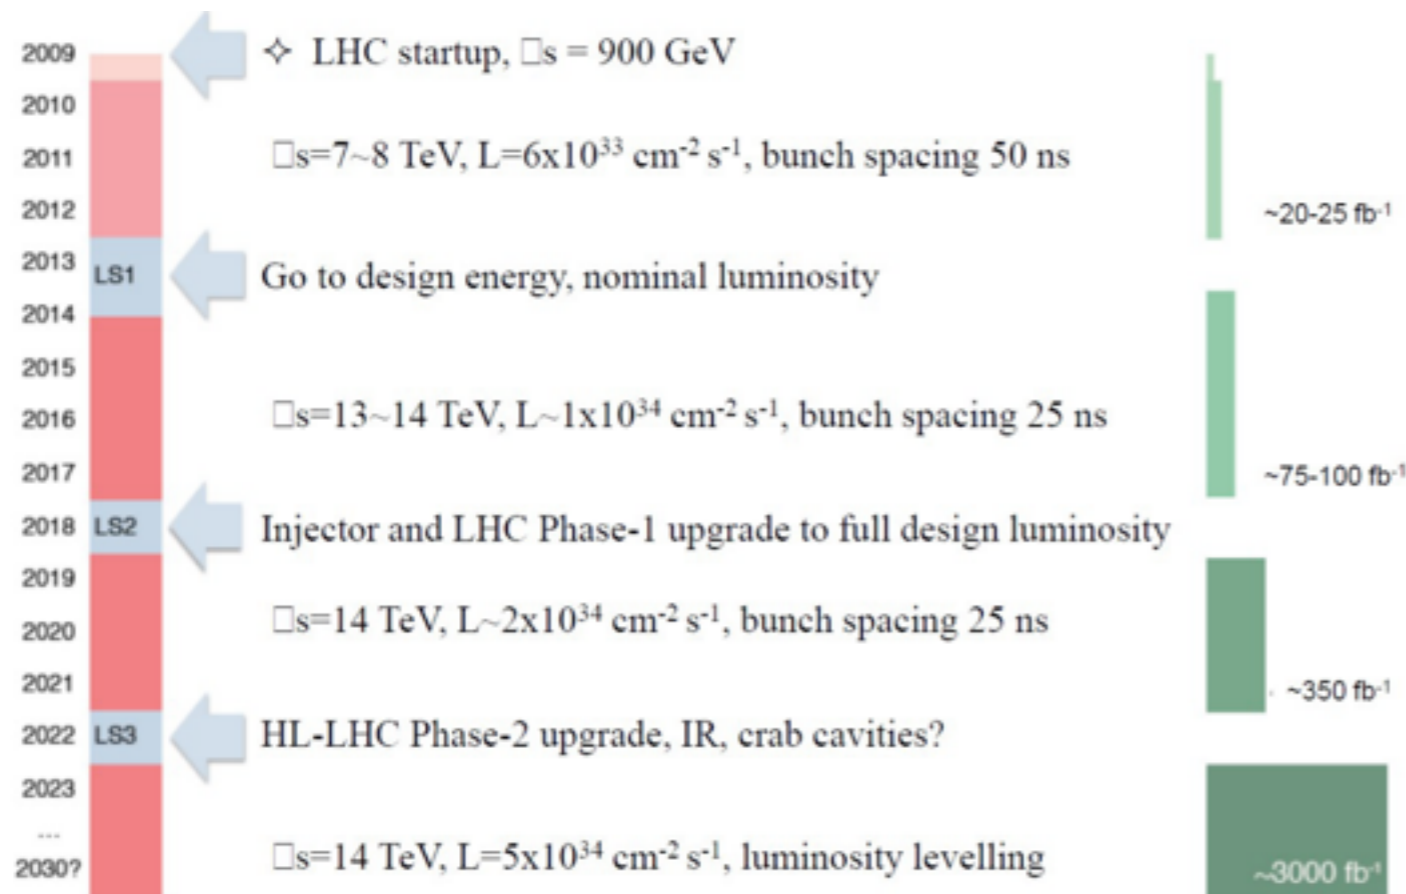 2009 ✧ LHC startup, □s = 900 GeV
2010
□s=7~8 TeV, L=6x10³³ cm⁻² s⁻¹, bunch spacing 50 ns
2011
2012 ~20-25 fb⁻¹
2013 LS1 Go to design energy, nominal luminosity
2014
2015
2016 □s=13~14 TeV, L~1x10³⁴ cm⁻² s⁻¹, bunch spacing 25 ns
2017 ~75-100 fb⁻¹
2018 LS2 Injector and LHC Phase-1 upgrade to full design luminosity
2019
2020 □s=14 TeV, L~2x10³⁴ cm⁻² s⁻¹, bunch spacing 25 ns
2021 ~350 fb⁻¹
2022 LS3 HL-LHC Phase-2 upgrade, IR, crab cavities?
2023
...
2030? □s=14 TeV, L=5x10³⁴ cm⁻² s⁻¹, luminosity levelling ~3000 fb⁻¹